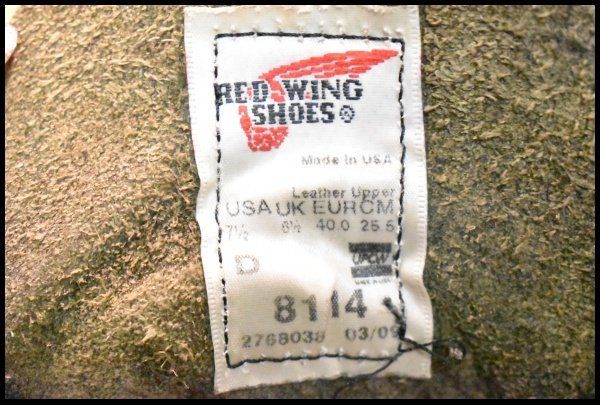 RED WING
SHOES®
Made in USA
Leather Upper
USA UK EUR CM
7½ 6½ 40.0 25.5
D UFCW
8114
2768038 03/09